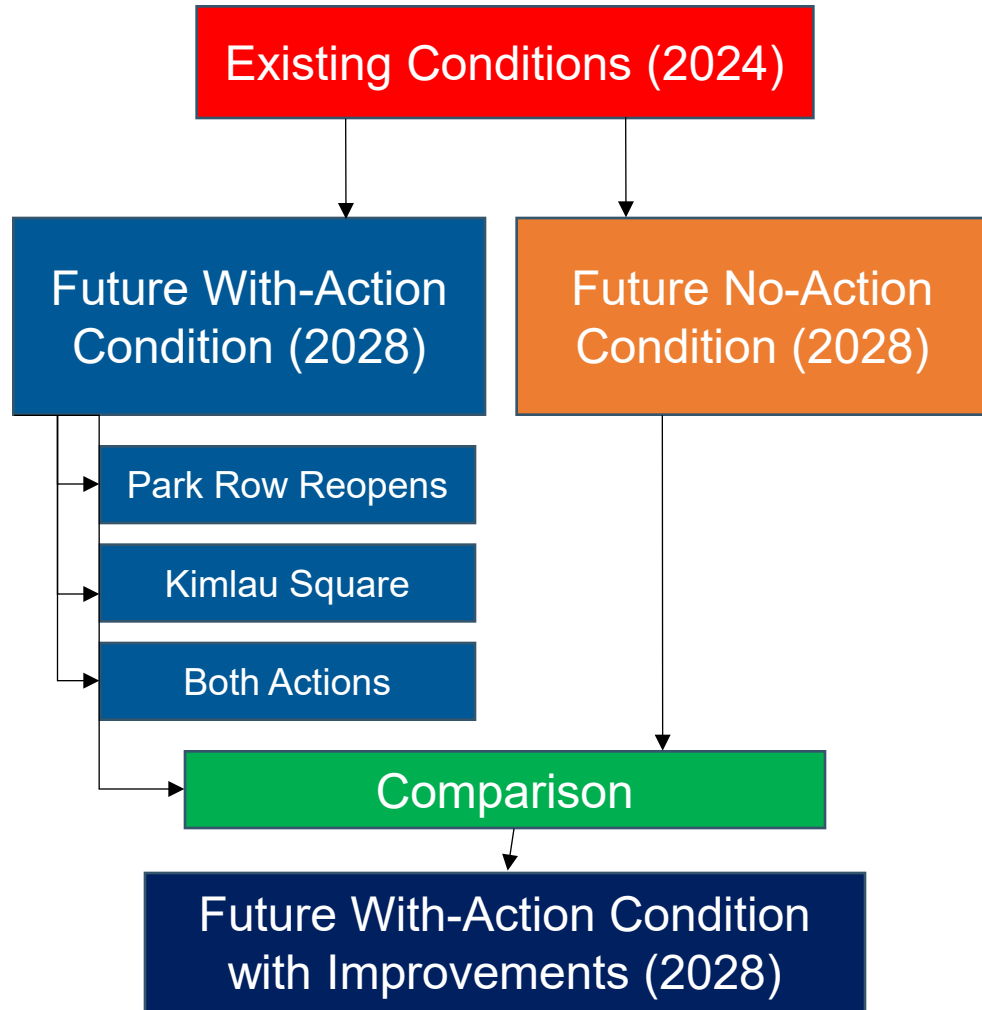 Existing Conditions (2024)
Future With-Action
Condition (2028)
Future No-Action
Condition (2028)
Park Row Reopens
Kimlau Square
Both Actions
Comparison
Future With-Action Condition
with Improvements (2028)